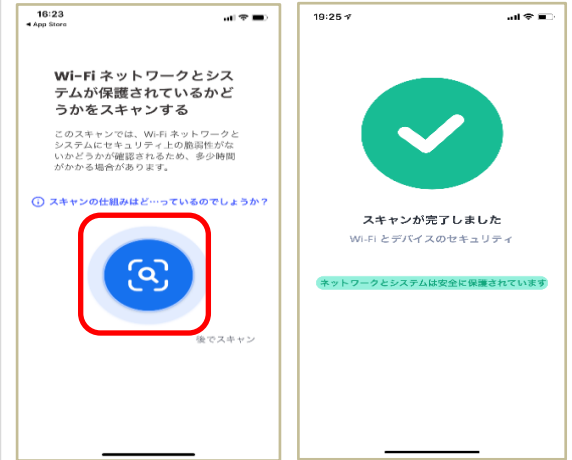 16:23
◀ App Store
Wi-Fi ネットワークとシス
テムが保護されているかど
うかをスキャンする
このスキャンでは、Wi-Fi ネットワークと
システムにセキュリティ上の脆弱性がな
いかどうかが確認されるため、多少時間
がかかる場合があります。
スキャンの仕組みはど…っているのでしょうか？
後でスキャン
19:25
スキャンが完了しました
Wi-Fi とデバイスのセキュリティ
ネットワークとシステムは安全に保護されています